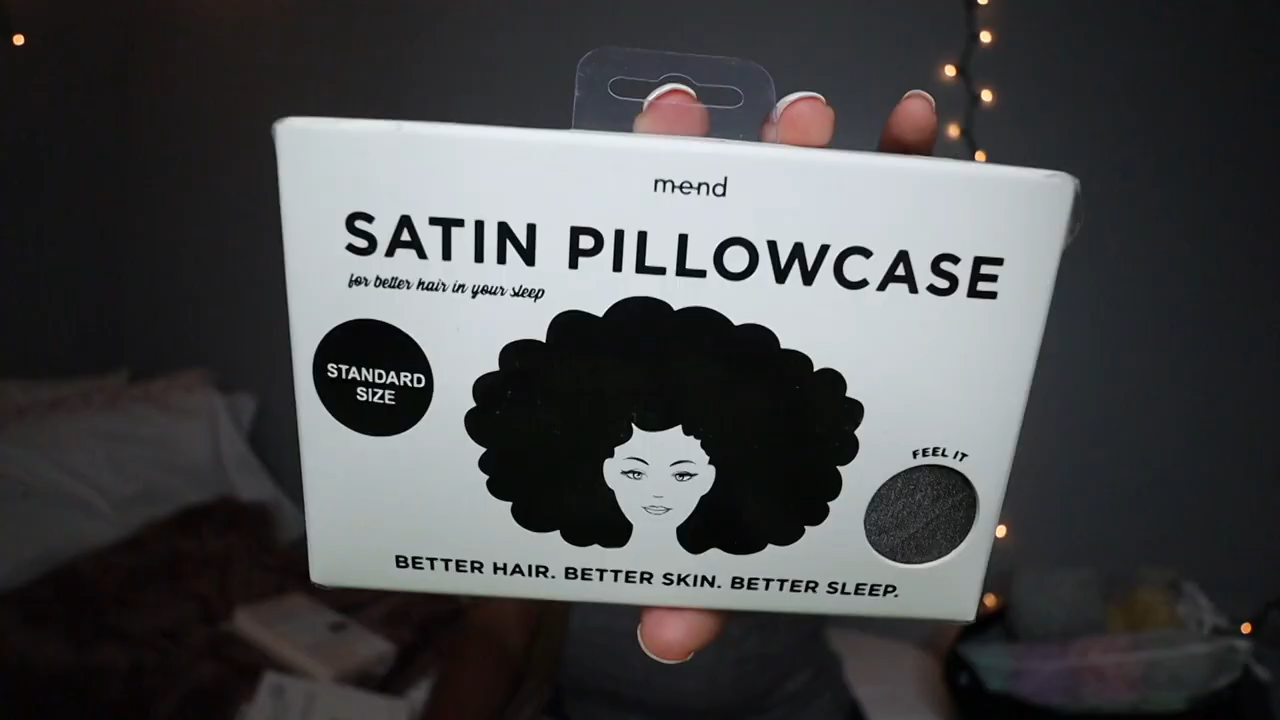 mend
SATIN PILLOWCASE
for better hair in your sleep
STANDARD
SIZE
FEEL IT
BETTER HAIR. BETTER SKIN. BETTER SLEEP.